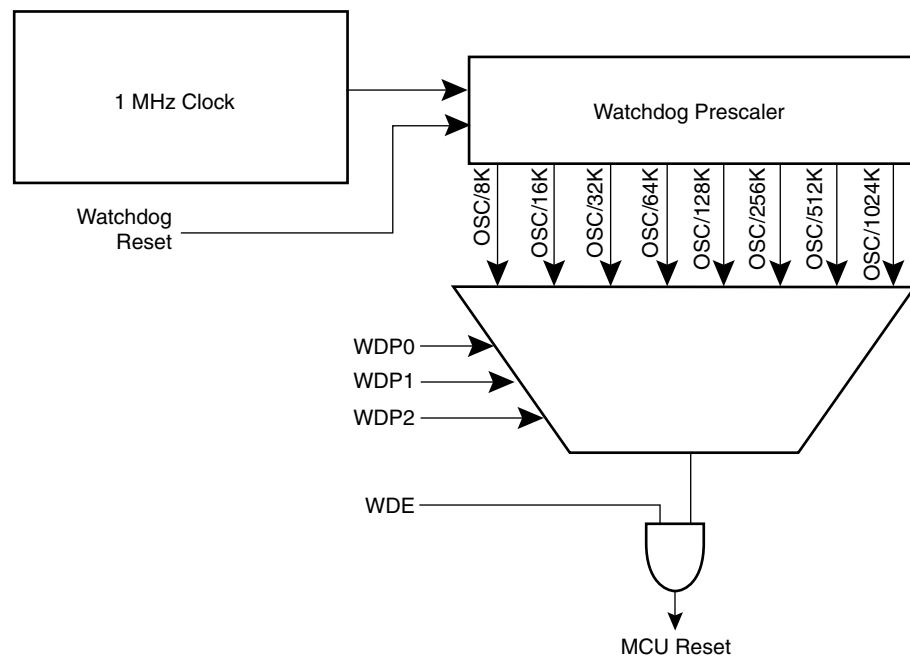 1 MHz Clock
Watchdog Prescaler
Watchdog
Reset
OSC/8K
OSC/16K
OSC/32K
OSC/64K
OSC/128K
OSC/256K
OSC/512K
OSC/1024K
WDP0
WDP1
WDP2
WDE
MCU Reset